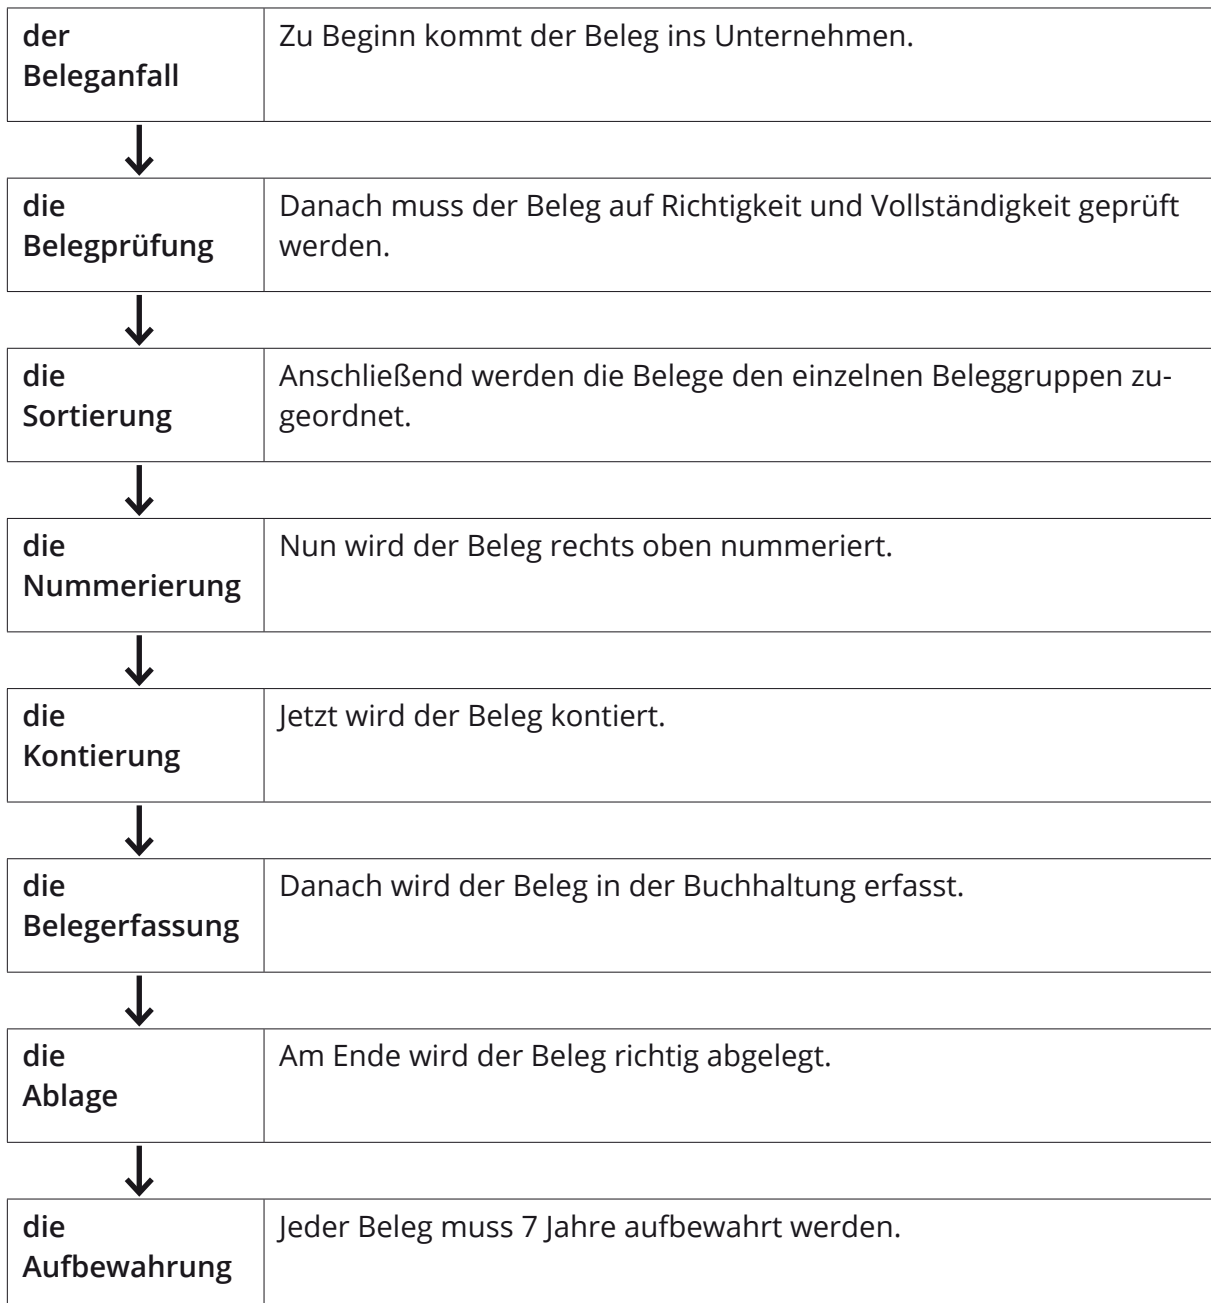 der
Beleganfall
Zu Beginn kommt der Beleg ins Unternehmen.
die
Belegprüfung
Danach muss der Beleg auf Richtigkeit und Vollständigkeit geprüft
werden.
die
Sortierung
Anschließend werden die Belege den einzelnen Beleggruppen zu-
geordnet.
die
Nummerierung
Nun wird der Beleg rechts oben nummeriert.
die
Kontierung
Jetzt wird der Beleg kontiert.
die
Belegerfassung
Danach wird der Beleg in der Buchhaltung erfasst.
die
Ablage
Am Ende wird der Beleg richtig abgelegt.
die
Aufbewahrung
Jeder Beleg muss 7 Jahre aufbewahrt werden.